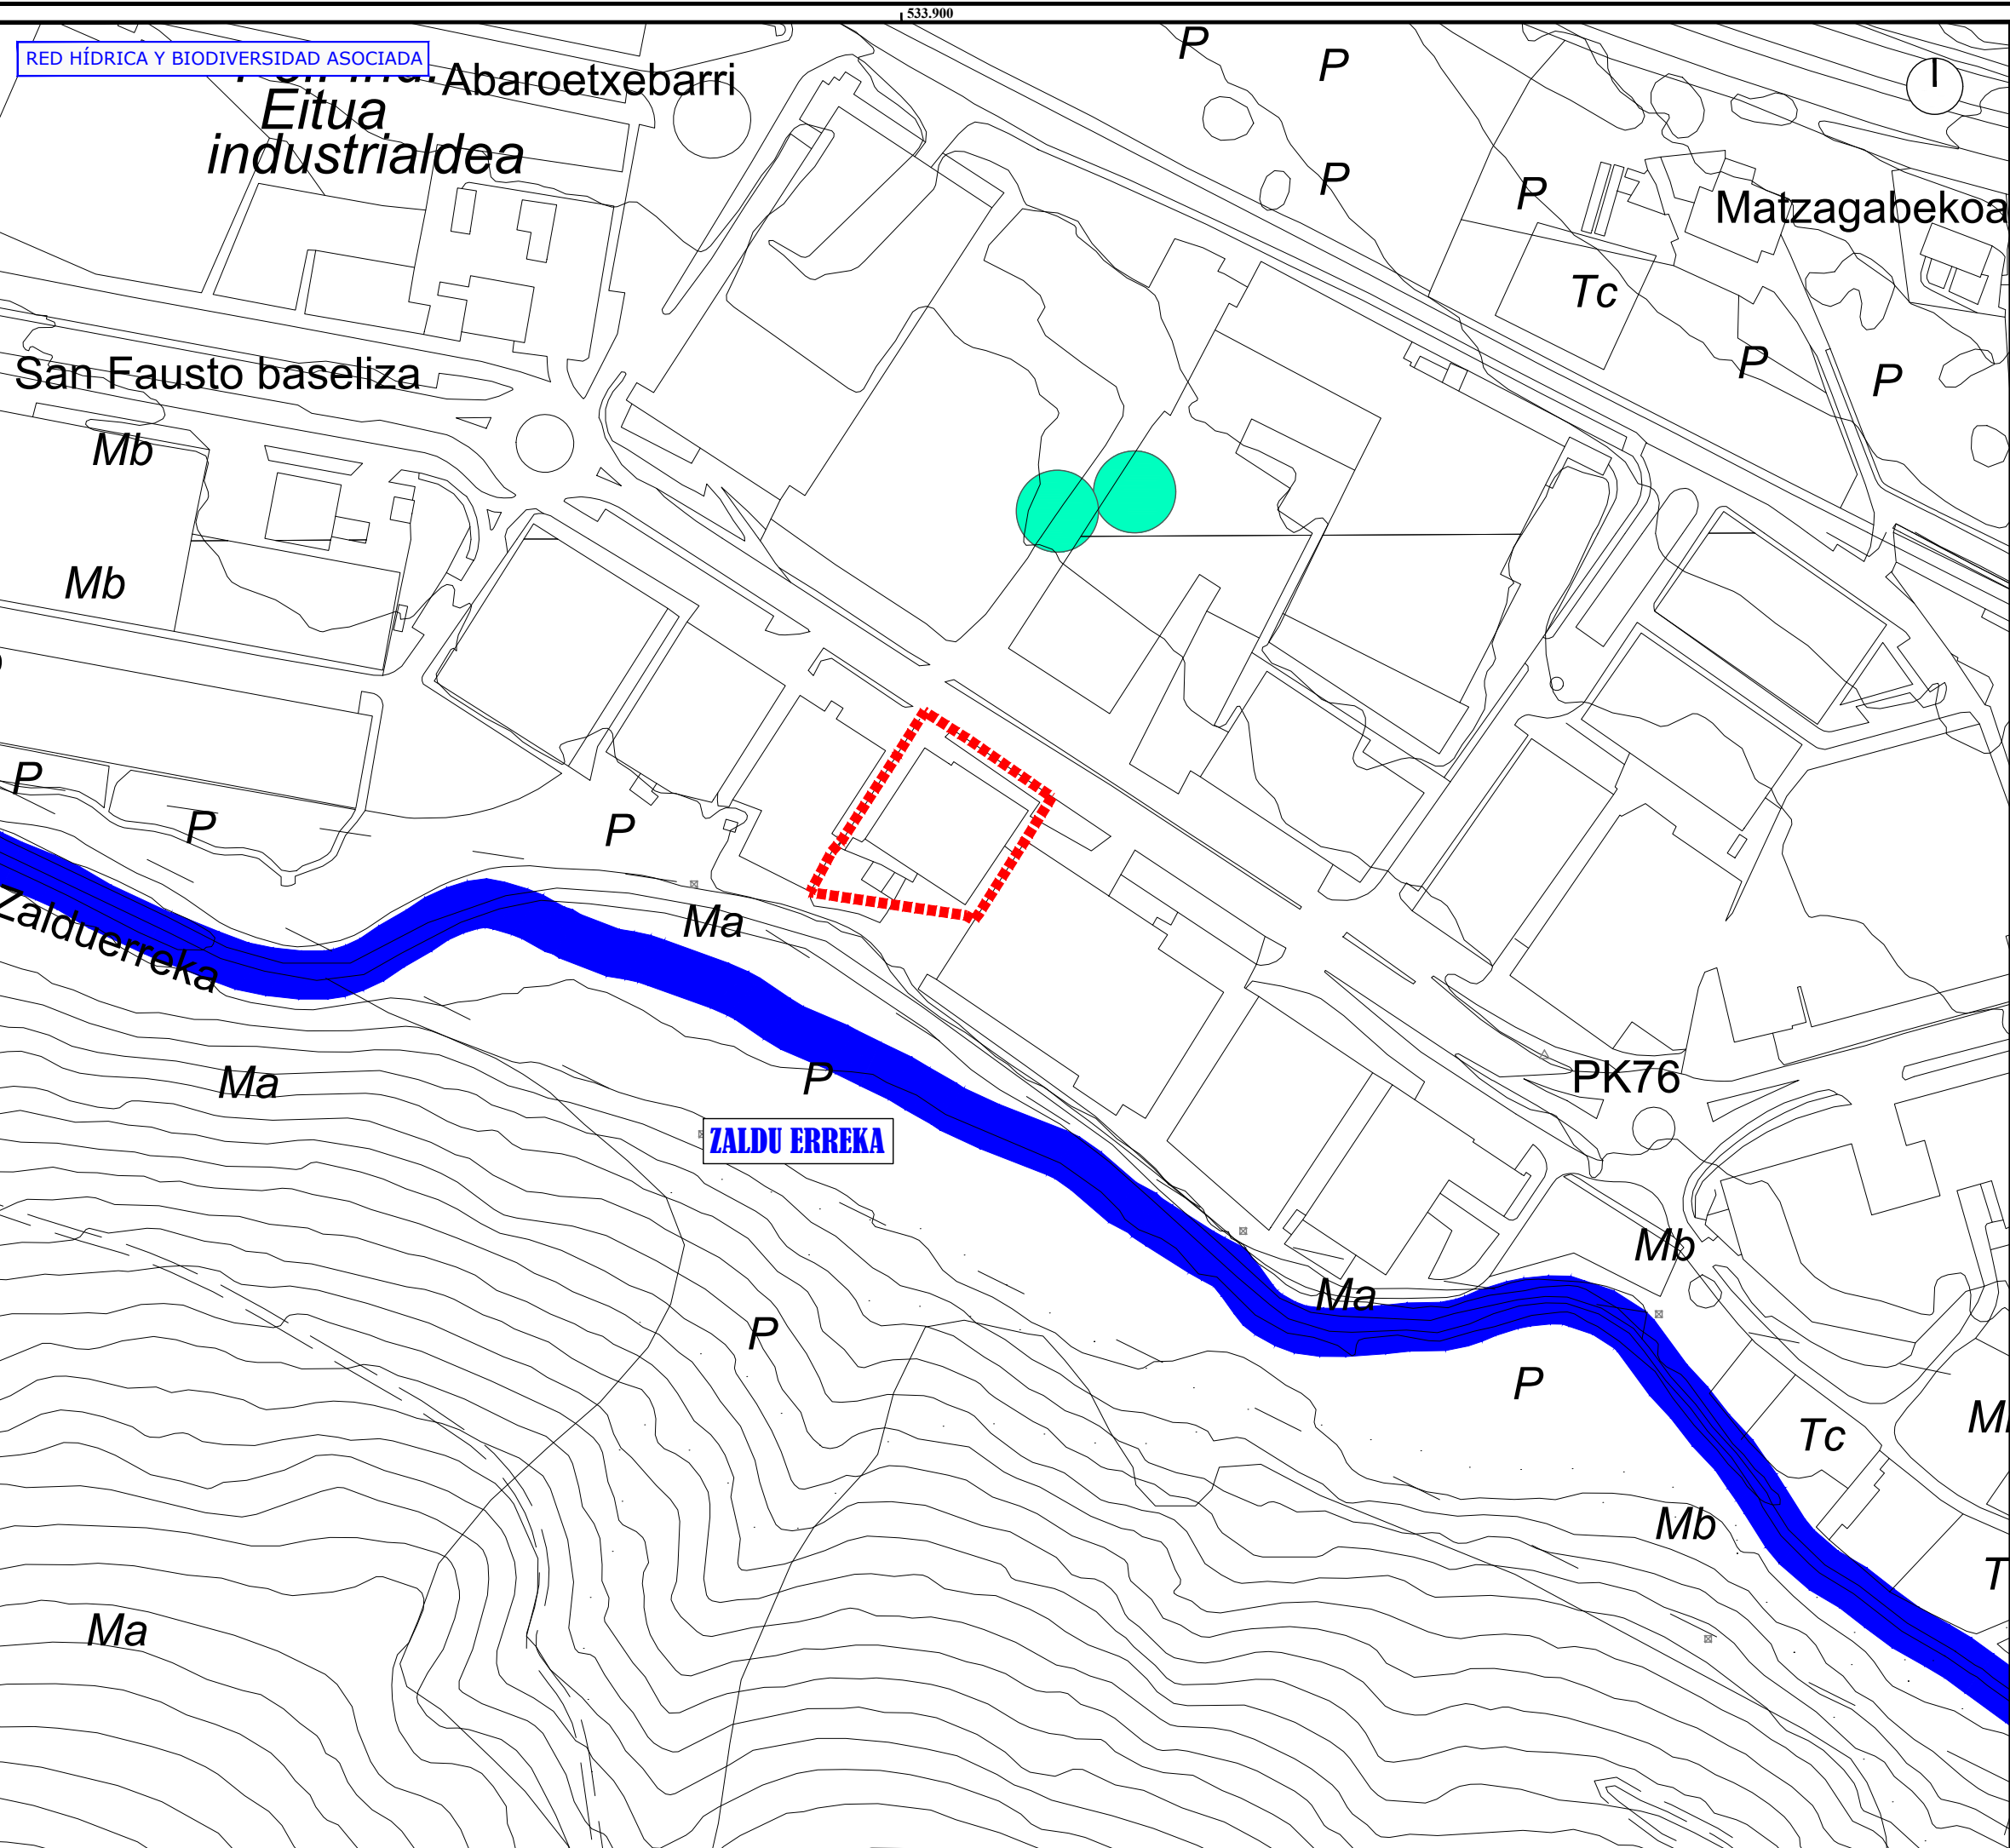 533.900
RED HÍDRICA Y BIODIVERSIDAD ASOCIADA
Abaroetxebarri
Eitua
industrialdea
P
P
P
P
Matzagabekoa
Tc
P
P
San Fausto baseliza
Mb
Mb
P
P
P
Zalduerreka
Ma
Ma
P
ZALDU ERREKA
PK76
Mb
Ma
P
P
Tc
Mb
Ma